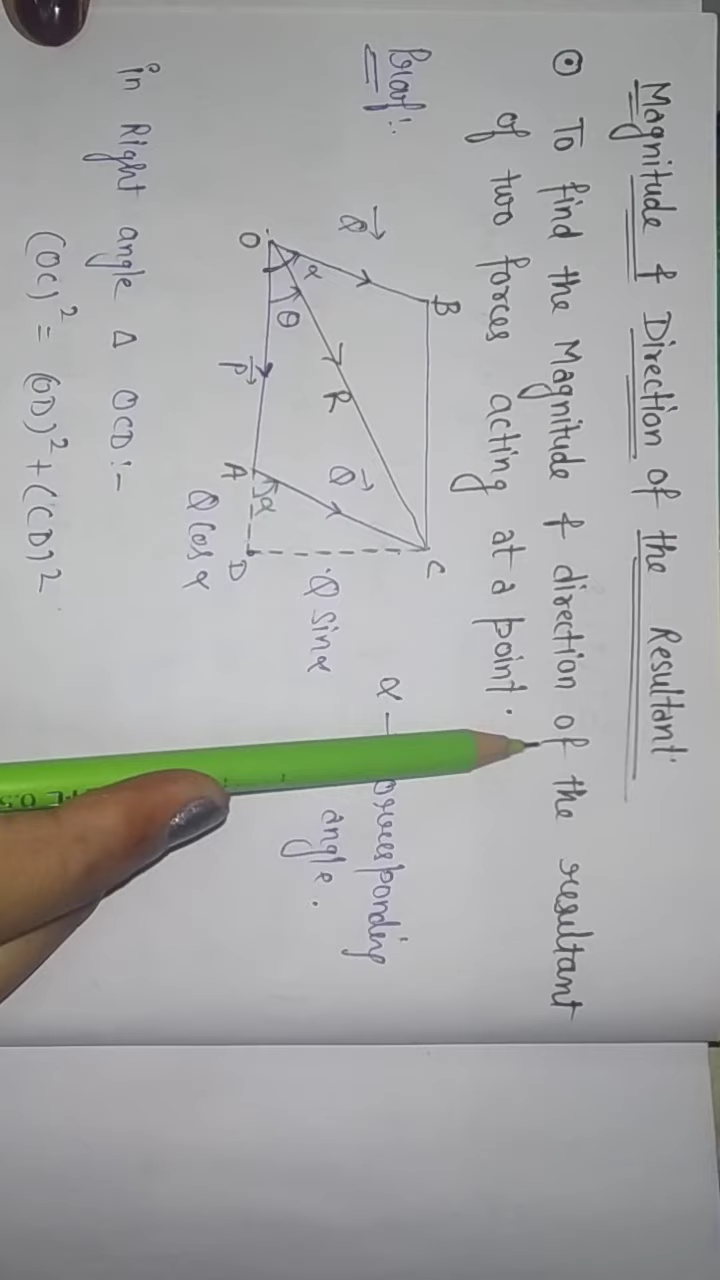 Magnitude & Direction of the Resultant.
⊙ To find the Magnitude & direction of the resultant
of two forces acting at a point.
Proof:.
B
C
Q
α
R
Q
Q sinα
α
angle.
O
θ
P
A
α
D
Q Cosα
in Right angle Δ OCD:-
(OC)² = (OD)² + (CD)2